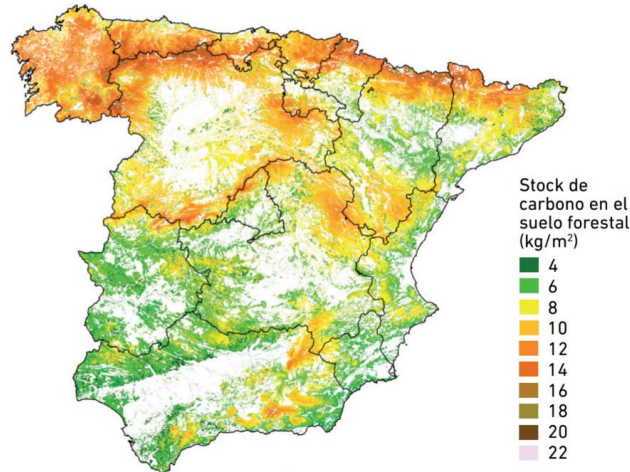 Stock de
carbono en el
suelo forestal
(kg/m²)
4
6
8
10
12
14
16
18
20
22